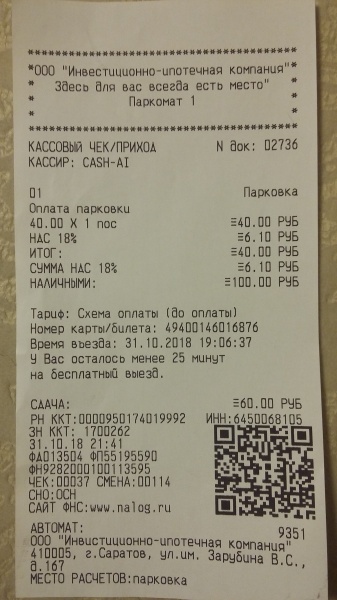 *******************************
*ООО "Инвестиционно-ипотечная компания"*
* Здесь для вас всегда есть место" *
* Паркомат 1 *
*******************************
КАССОВЫЙ ЧЕК/ПРИХОД N док: 02736
КАССИР: CASH-AI
01 Парковка
Оплата парковки
40.00 X 1 пос ≡40.00 РУБ
НДС 18% ≡6.10 РУБ
ИТОГ: ≡40.00 РУБ
СУММА НДС 18% ≡6.10 РУБ
НАЛИЧНЫМИ: ≡100.00 РУБ
Тариф: Схема оплаты (до оплаты)
Номер карты/билета: 49400146016876
Время въезда: 31.10.2018 19:06:37
У Вас осталось менее 25 минут
на бесплатный выезд.
СДАЧА: ≡60.00 РУБ
РН ККТ:0000950174019992 ИНН:6450068105
ЗН ККТ: 1700262
31.10.18 21:41
ФД013504 ФП55195590
ФН9282000100113595
ЧЕК:00037 СМЕНА:00114
СНО:ОСН
САЙТ ФНС:www.nalog.ru
АВТОМАТ: 9351
ООО "Инвистиционно-ипотечная компания"
410005, г.Саратов, ул.им. Зарубина В.С.,
д.167
МЕСТО РАСЧЕТОВ:парковка